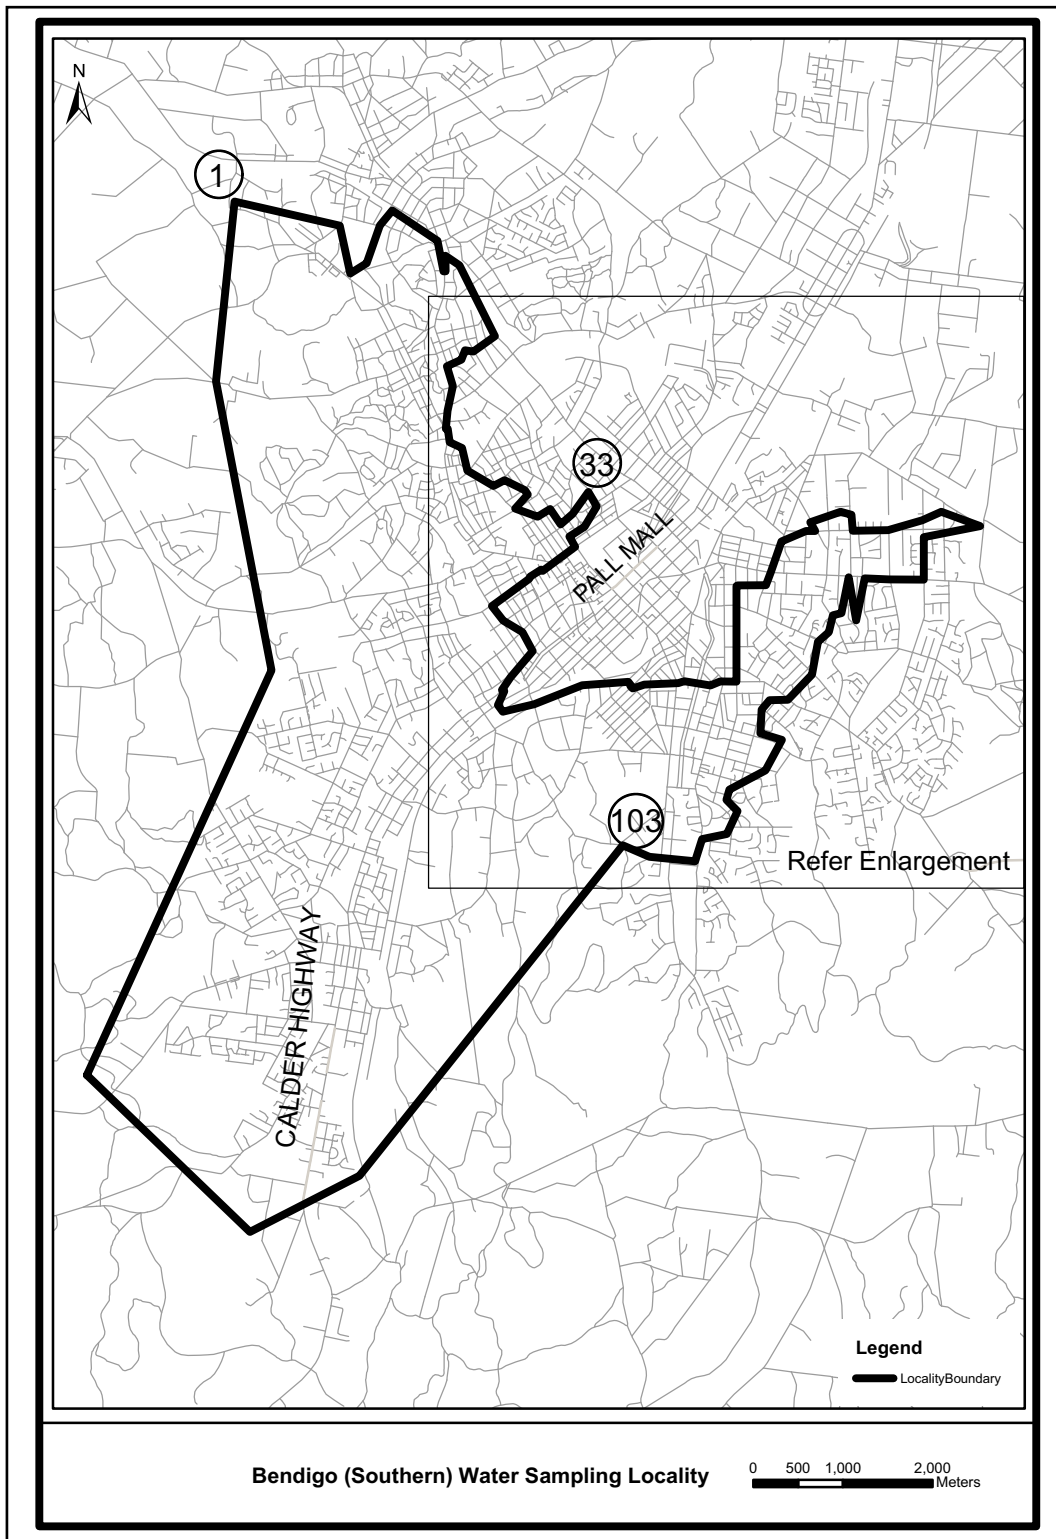 N
1
33
PALL MALL
103
Refer Enlargement
CALDER HIGHWAY
Legend
LocalityBoundary
Bendigo (Southern) Water Sampling Locality
0 500 1,000 2,000
Meters